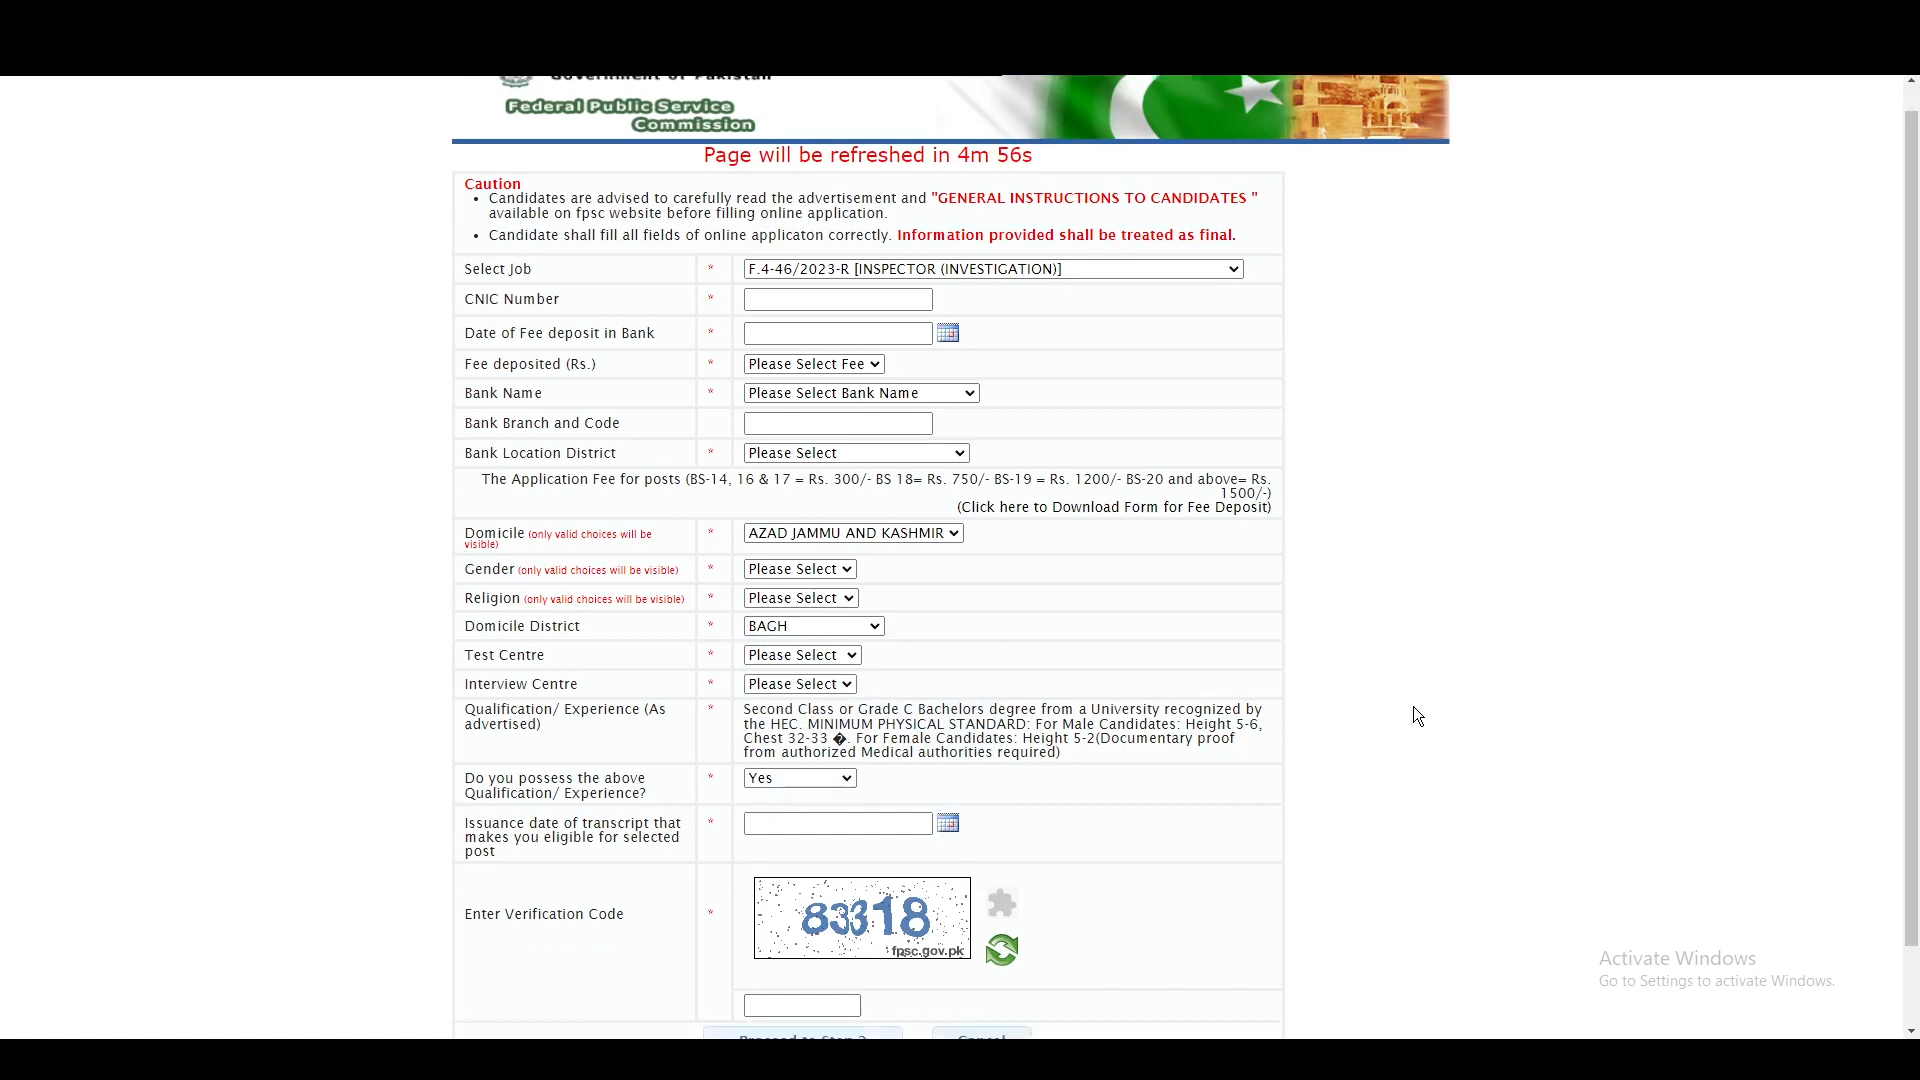 Government of Pakistan
Federal Public Service
Commission
Page will be refreshed in 4m 56s
Caution
• Candidates are advised to carefully read the advertisement and "GENERAL INSTRUCTIONS TO CANDIDATES "
available on fpsc website before filling online application.
• Candidate shall fill all fields of online applicaton correctly. Information provided shall be treated as final.
Select Job * F.4-46/2023-R [INSPECTOR (INVESTIGATION)]
CNIC Number *
Date of Fee deposit in Bank *
Fee deposited (Rs.) * Please Select Fee
Bank Name * Please Select Bank Name
Bank Branch and Code
Bank Location District * Please Select
The Application Fee for posts (BS-14, 16 & 17 = Rs. 300/- BS 18= Rs. 750/- BS-19 = Rs. 1200/- BS-20 and above= Rs.
1500/-)
(Click here to Download Form for Fee Deposit)
Domicile (only valid choices will be
visible) * AZAD JAMMU AND KASHMIR
Gender (only valid choices will be visible) * Please Select
Religion (only valid choices will be visible) * Please Select
Domicile District * BAGH
Test Centre * Please Select
Interview Centre * Please Select
Qualification/ Experience (As
advertised) *
Second Class or Grade C Bachelors degree from a University recognized by
the HEC. MINIMUM PHYSICAL STANDARD: For Male Candidates: Height 5-6,
Chest 32-33 �. For Female Candidates: Height 5-2(Documentary proof
from authorized Medical authorities required)
Do you possess the above
Qualification/ Experience? * Yes
Issuance date of transcript that
makes you eligible for selected
post *
Enter Verification Code *
83318
fpsc.gov.pk
Proceed to Step 2 Cancel
Activate Windows
Go to Settings to activate Windows.